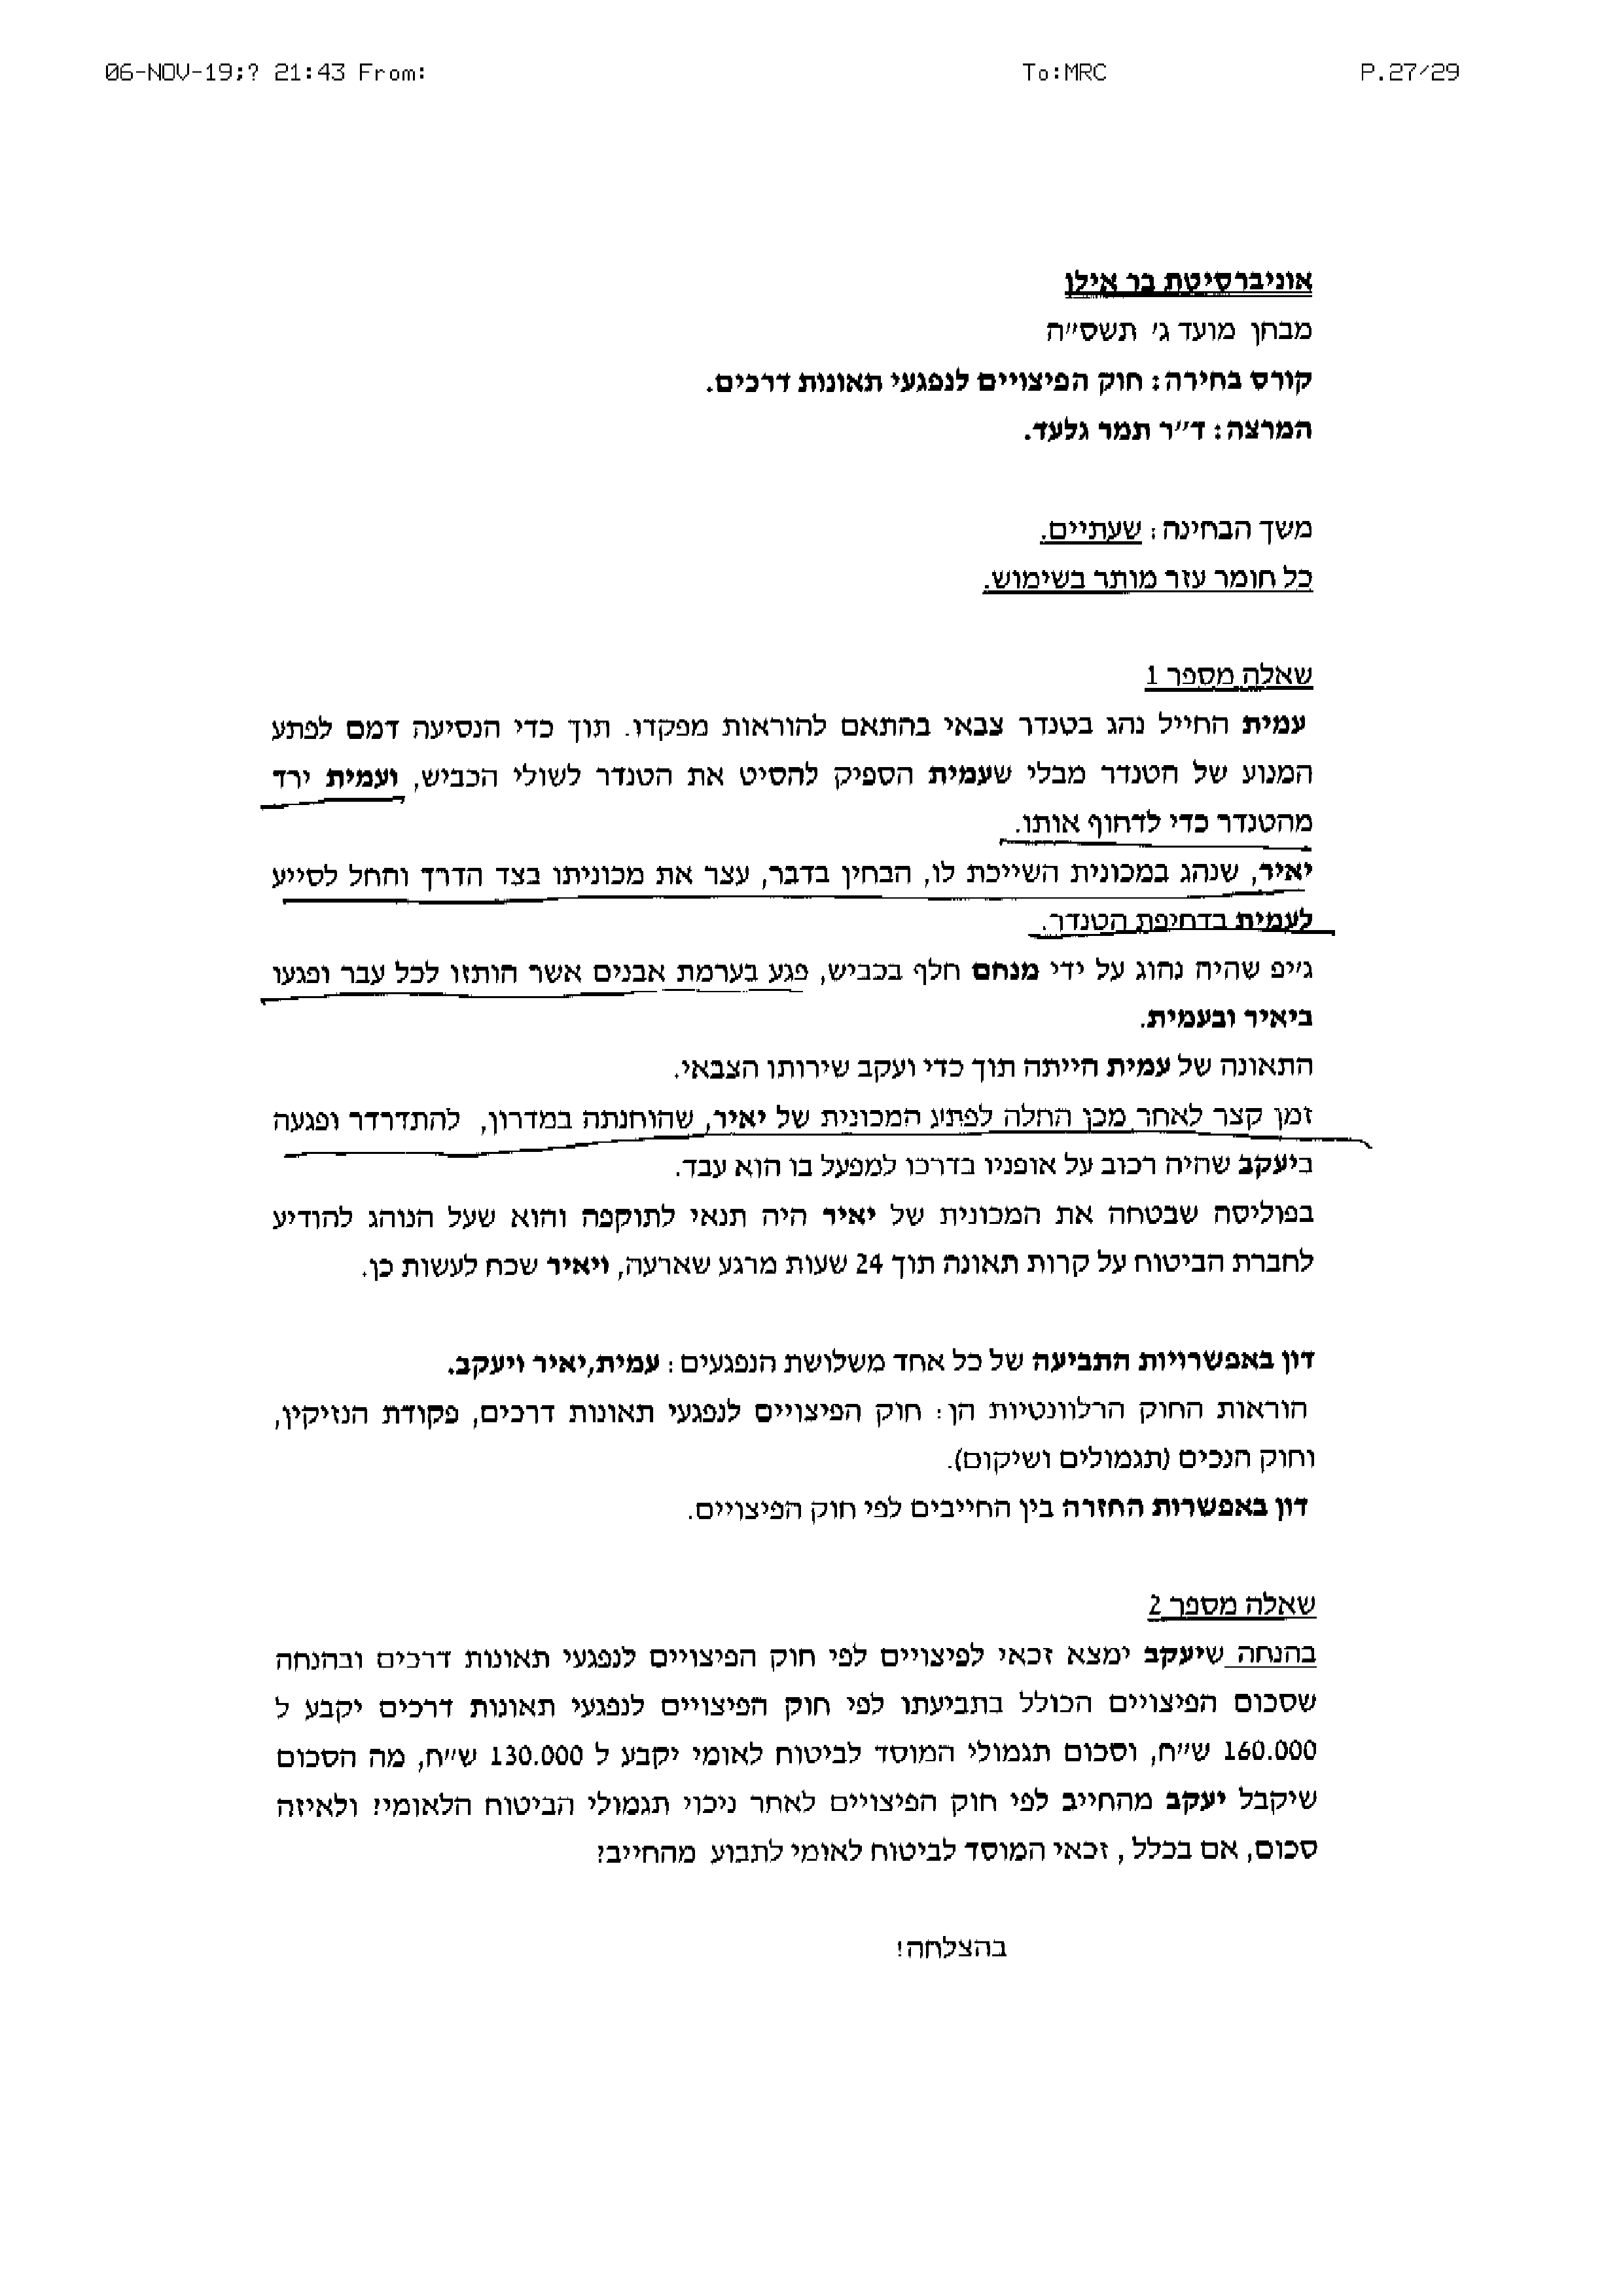 06-NOV-19;? 21:43 From: To:MRC P.27/29
אוניברסיטת בר אילן
מבחן מועד ג' תשס"ה
קורס בחירה: חוק הפיצויים לנפגעי תאונות דרכים.
המרצה: ד"ר תמר גלעד.
משך הבחינה: שעתיים.
כל חומר עזר מותר בשימוש.
שאלה מספר 1
עמית החייל נהג בטנדר צבאי בהתאם להוראות מפקדו. תוך כדי הנסיעה דמם לפתע
המנוע של הטנדר מבלי שעמית הספיק להסיט את הטנדר לשולי הכביש, ועמית ירד
מהטנדר כדי לדחוף אותו.
יאיר, שנהג במכונית השייכת לו, הבחין בדבר, עצר את מכוניתו בצד הדרך והחל לסייע
לעמית בדחיפת הטנדר.
ג'יפ שהיה נהוג על ידי מנחם חלף בכביש, פגע בערמת אבנים אשר הותזו לכל עבר ופגעו
ביאיר ובעמית.
התאונה של עמית הייתה תוך כדי ועקב שירותו הצבאי.
זמן קצר לאחר מכן החלה לפתע המכונית של יאיר, שהוחנתה במדרון, להתדרדר ופגעה
ביעקב שהיה רכוב על אופניו בדרכו למפעל בו הוא עבד.
בפוליסה שבטחה את המכונית של יאיר היה תנאי לתוקפה והוא שעל הנוהג להודיע
לחברת הביטוח על קרות תאונה תוך 24 שעות מרגע שארעה, ויאיר שכח לעשות כן.
דון באפשרויות התביעה של כל אחד משלושת הנפגעים: עמית,יאיר ויעקב.
הוראות החוק הרלוונטיות הן: חוק הפיצויים לנפגעי תאונות דרכים, פקודת הנזיקין,
וחוק הנכים (תגמולים ושיקום).
דון באפשרות החזרה בין החייבים לפי חוק הפיצויים.
שאלה מספר 2
בהנחה שיעקב ימצא זכאי לפיצויים לפי חוק הפיצויים לנפגעי תאונות דרכים ובהנחה
שסכום הפיצויים הכולל בתביעתו לפי חוק הפיצויים לנפגעי תאונות דרכים יקבע ל
160.000 ש"ח, וסכום תגמולי המוסד לביטוח לאומי יקבע ל 130.000 ש"ח, מה הסכום
שיקבל יעקב מהחייב לפי חוק הפיצויים לאחר ניכוי תגמולי הביטוח הלאומי? ולאיזה
סכום, אם בכלל, זכאי המוסד לביטוח לאומי לתבוע מהחייב?
בהצלחה!